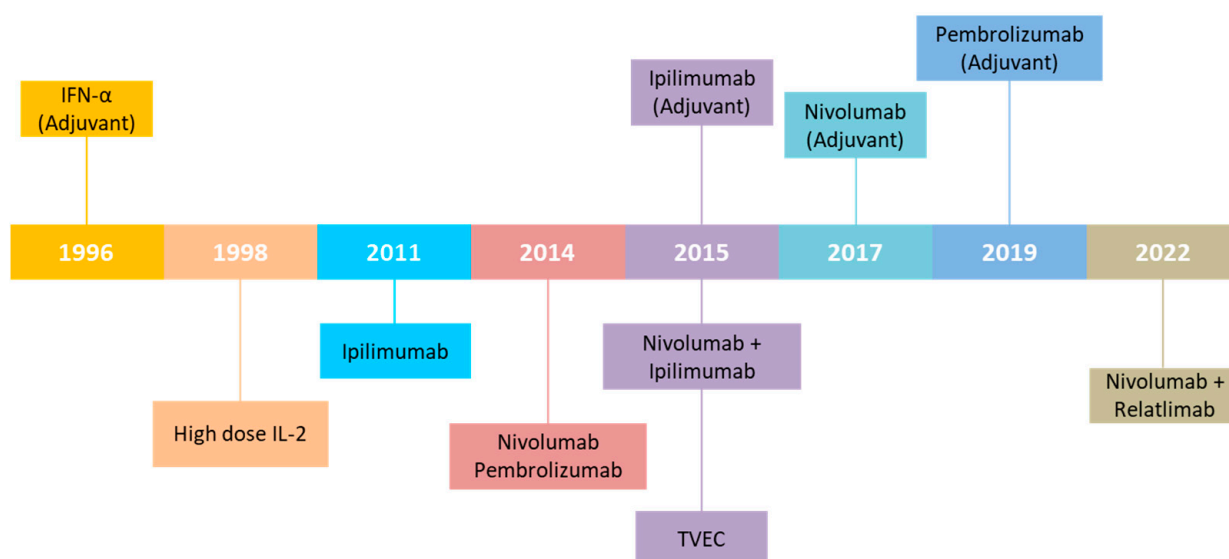 Pembrolizumab
(Adjuvant)
IFN-α
(Adjuvant)
Ipilimumab
(Adjuvant)
Nivolumab
(Adjuvant)
1996
1998
2011
2014
2015
2017
2019
2022
Ipilimumab
Nivolumab +
Ipilimumab
Nivolumab +
Relatlimab
High dose IL-2
Nivolumab
Pembrolizumab
TVEC